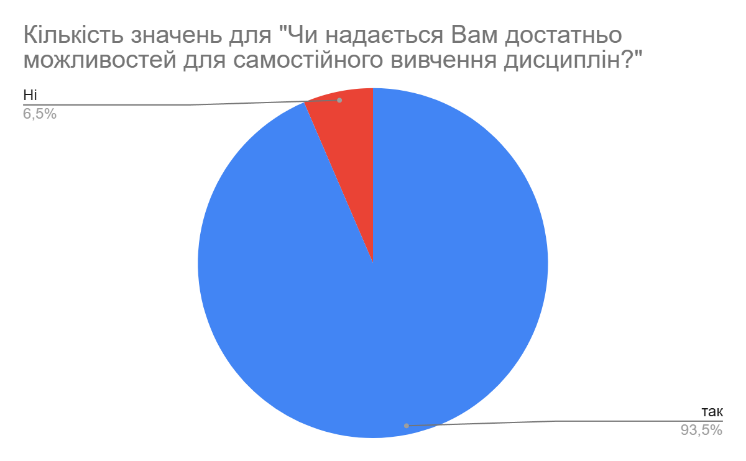 Кількість значень для "Чи надається Вам достатньо
можливостей для самостійного вивчення дисциплін?"
Ні
6,5%
так
93,5%